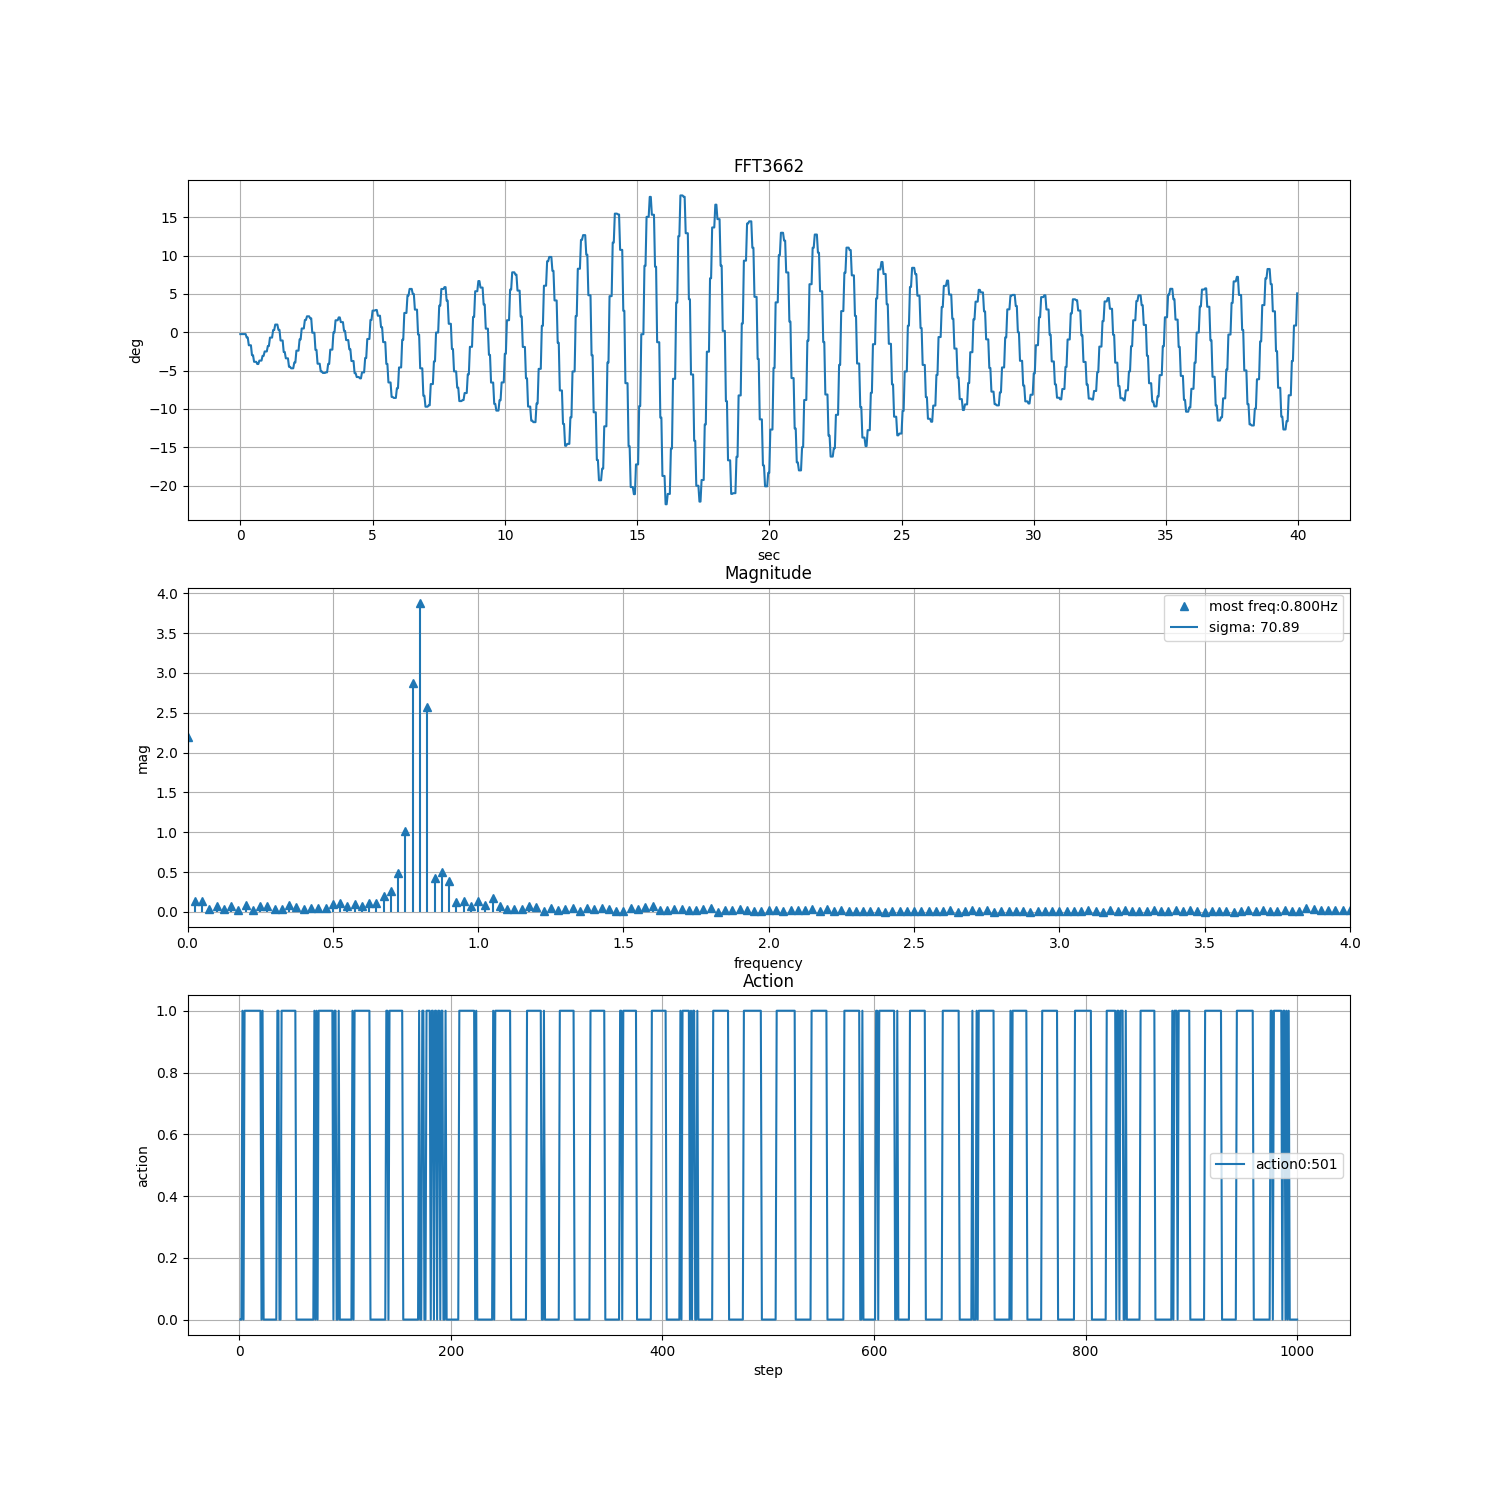 FFT3662
15
10
5
0
−5
−10
−15
−20
deg
0 5 10 15 20 25 30 35 40
sec
Magnitude
4.0
3.5
3.0
2.5
2.0
1.5
1.0
0.5
0.0
mag
most freq:0.800Hz
sigma: 70.89
0.0 0.5 1.0 1.5 2.0 2.5 3.0 3.5 4.0
frequency
Action
1.0
0.8
0.6
0.4
0.2
0.0
action
action0:501
0 200 400 600 800 1000
step